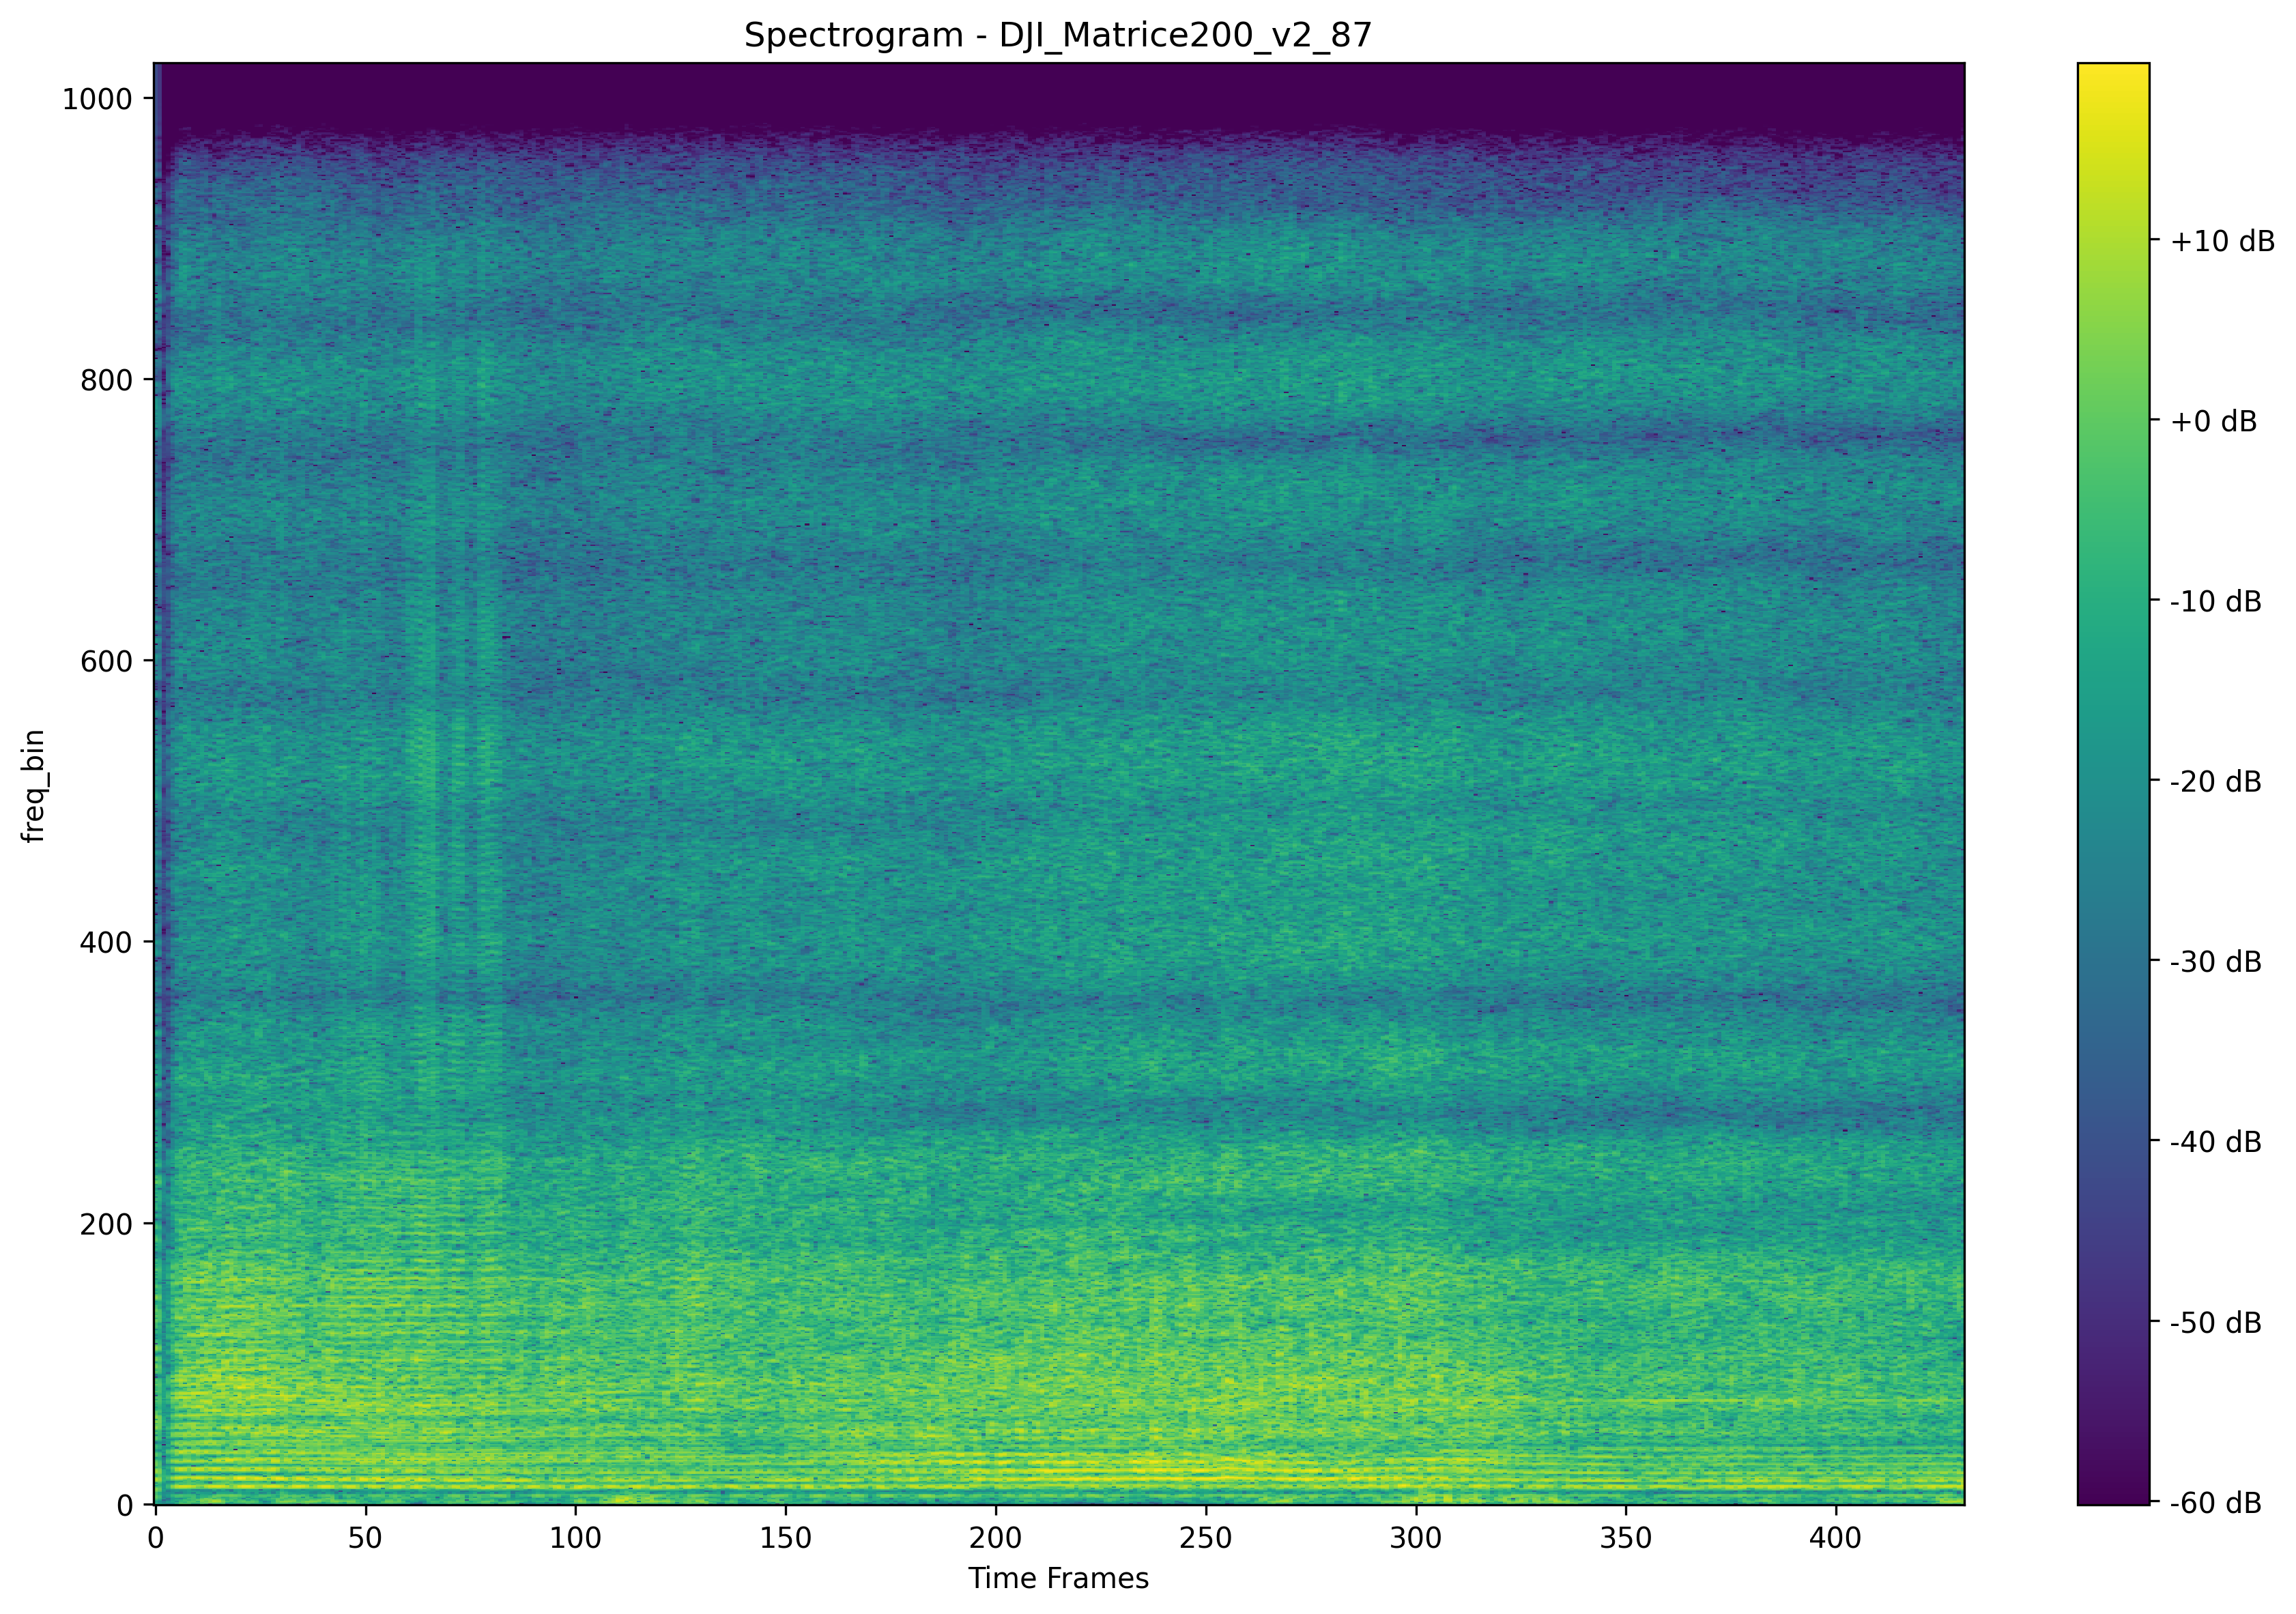 Spectrogram - DJI_Matrice200_v2_87
1000
800
600
400
200
0
freq_bin
0 50 100 150 200 250 300 350 400
Time Frames
+10 dB
+0 dB
-10 dB
-20 dB
-30 dB
-40 dB
-50 dB
-60 dB